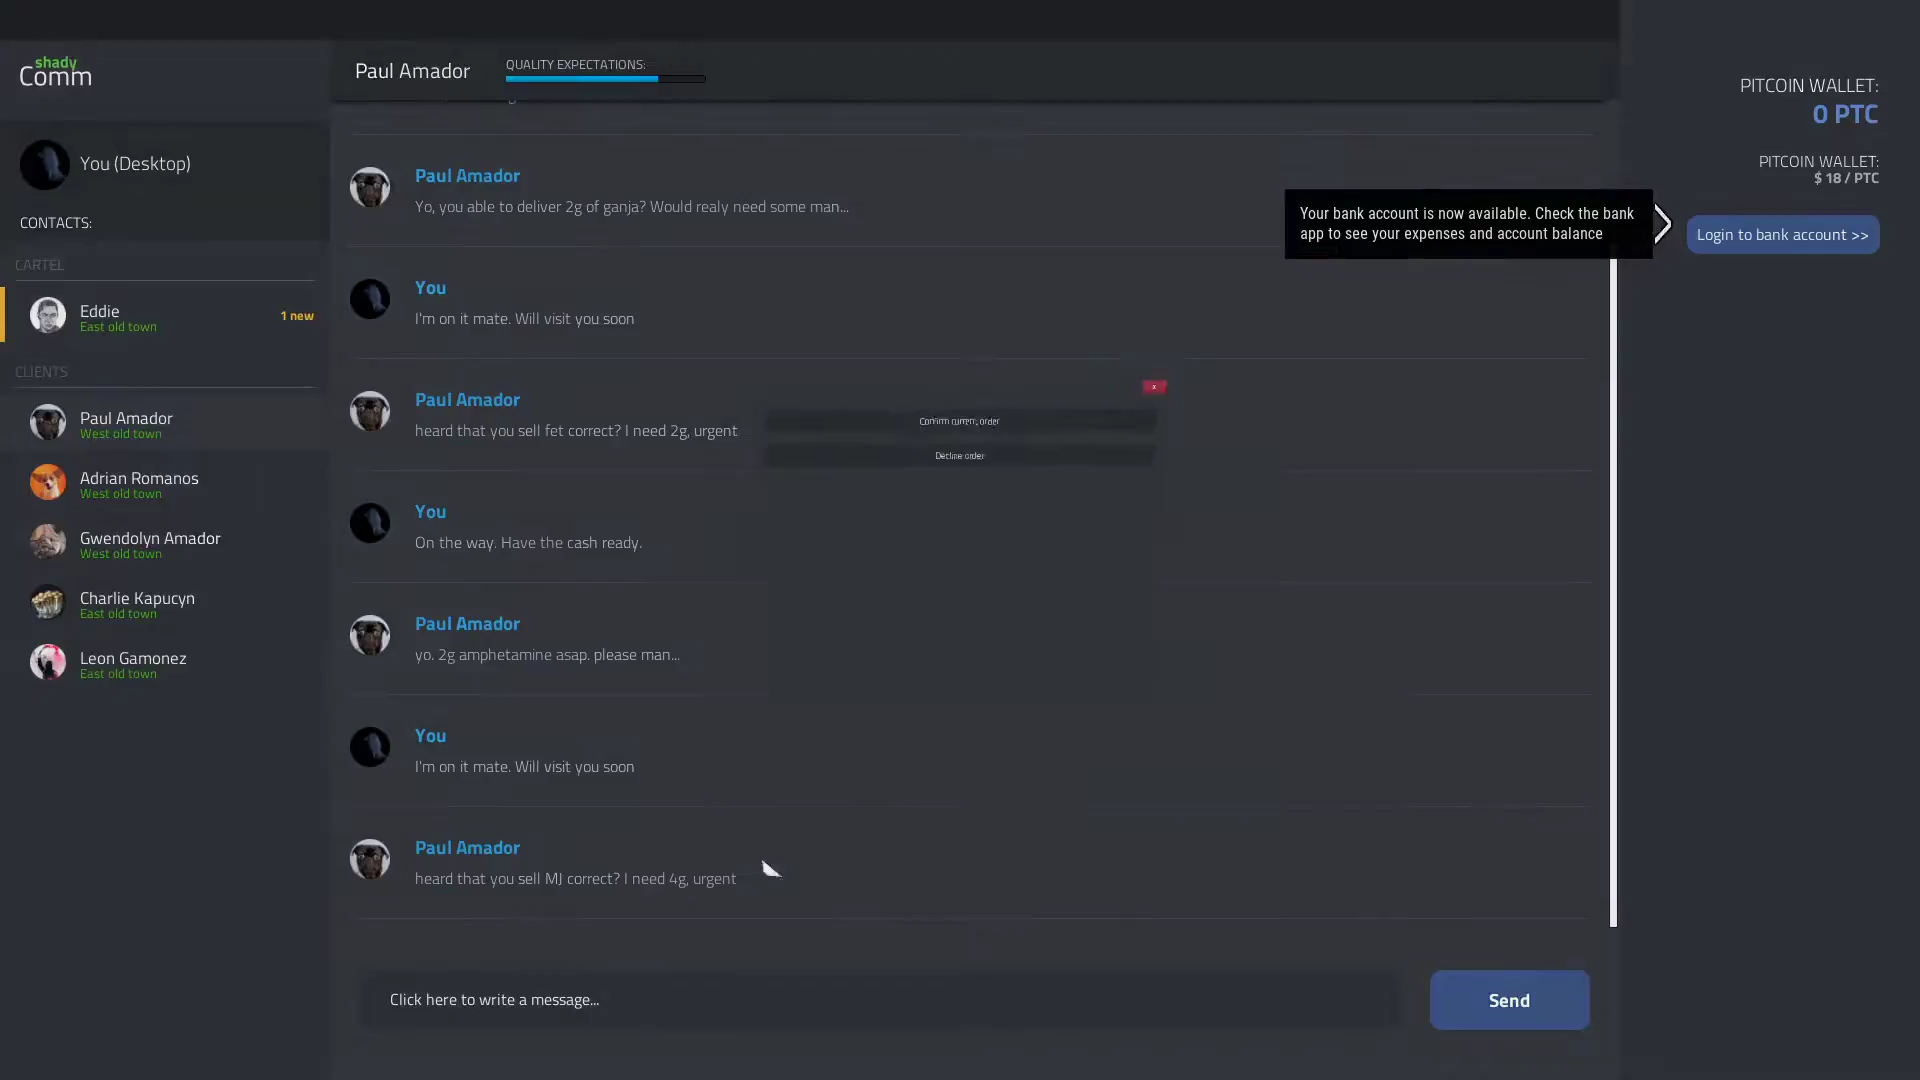 shady
Comm
You (Desktop)
CONTACTS:
CARTEL
Eddie
East old town
1 new
CLIENTS
Paul Amador
West old town
Adrian Romanos
West old town
Gwendolyn Amador
West old town
Charlie Kapucyn
East old town
Leon Gamonez
East old town
Paul Amador
QUALITY EXPECTATIONS:
Paul Amador
Yo, you able to deliver 2g of ganja? Would realy need some man...
You
I'm on it mate. Will visit you soon
Paul Amador
heard that you sell fet correct? I need 2g, urgent
You
On the way. Have the cash ready.
Paul Amador
yo. 2g amphetamine asap. please man...
You
I'm on it mate. Will visit you soon
Paul Amador
heard that you sell MJ correct? I need 4g, urgent
x
Confirm current order
Decline order
Click here to write a message...
Send
PITCOIN WALLET:
0 PTC
PITCOIN WALLET:
$ 18 / PTC
Your bank account is now available. Check the bank
app to see your expenses and account balance
Login to bank account >>